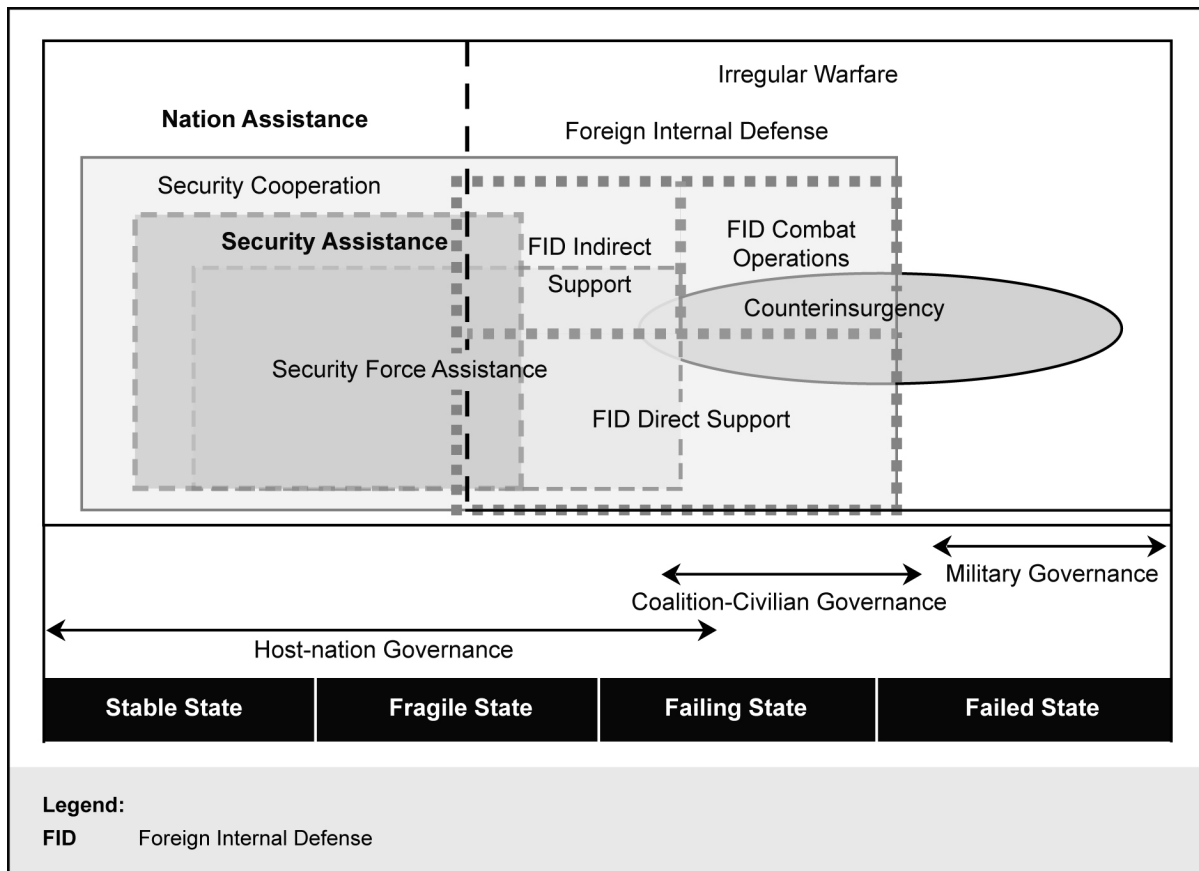 Irregular Warfare
Nation Assistance
Foreign Internal Defense
Security Cooperation
Security Assistance
FID Indirect
Support
FID Combat
Operations
Counterinsurgency
Security Force Assistance
FID Direct Support
Military Governance
Coalition-Civilian Governance
Host-nation Governance
Stable State
Fragile State
Failing State
Failed State
Legend:
FID Foreign Internal Defense